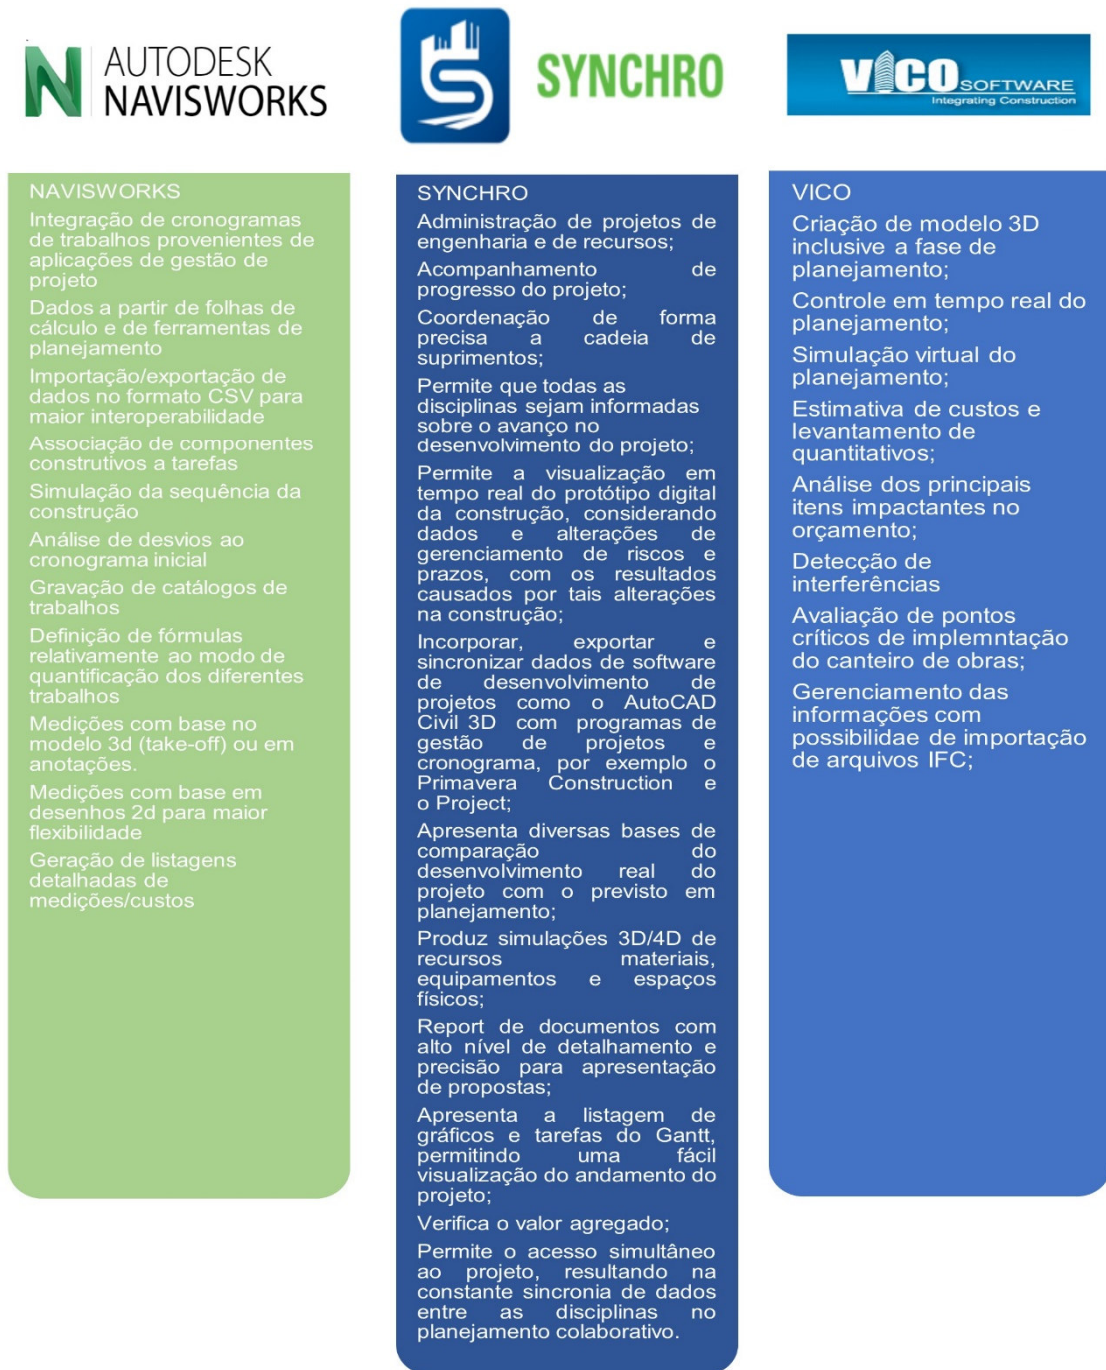 AUTODESK
NAVISWORKS
SYNCHRO
VICO SOFTWARE
Integrating Construction
NAVISWORKS
Integração de cronogramas
de trabalhos provenientes de
aplicações de gestão de
projeto
Dados a partir de folhas de
cálculo e de ferramentas de
planejamento
Importação/exportação de
dados no formato CSV para
maior interoperabilidade
Associação de componentes
construtivos a tarefas
Simulação da sequência da
construção
Análise de desvios ao
cronograma inicial
Gravação de catálogos de
trabalhos
Definição de fórmulas
relativamente ao modo de
quantificação dos diferentes
trabalhos
Medições com base no
modelo 3d (take-off) ou em
anotações.
Medições com base em
desenhos 2d para maior
flexibilidade
Geração de listagens
detalhadas de
medições/custos
SYNCHRO
Administração de projetos de
engenharia e de recursos;
Acompanhamento de
progresso do projeto;
Coordenação de forma
precisa a cadeia de
suprimentos;
Permite que todas as
disciplinas sejam informadas
sobre o avanço no
desenvolvimento do projeto;
Permite a visualização em
tempo real do protótipo digital
da construção, considerando
dados e alterações de
gerenciamento de riscos e
prazos, com os resultados
causados por tais alterações
na construção;
Incorporar, exportar e
sincronizar dados de software
de desenvolvimento de
projetos como o AutoCAD
Civil 3D com programas de
gestão de projetos e
cronograma, por exemplo o
Primavera Construction e
o Project;
Apresenta diversas bases de
comparação do
desenvolvimento real do
projeto com o previsto em
planejamento;
Produz simulações 3D/4D de
recursos materiais,
equipamentos e espaços
físicos;
Report de documentos com
alto nível de detalhamento e
precisão para apresentação
de propostas;
Apresenta a listagem de
gráficos e tarefas do Gantt,
permitindo uma fácil
visualização do andamento do
projeto;
Verifica o valor agregado;
Permite o acesso simultâneo
ao projeto, resultando na
constante sincronia de dados
entre as disciplinas no
planejamento colaborativo.
VICO
Criação de modelo 3D
inclusive a fase de
planejamento;
Controle em tempo real do
planejamento;
Simulação virtual do
planejamento;
Estimativa de custos e
levantamento de
quantitativos;
Análise dos principais
itens impactantes no
orçamento;
Detecção de
interferências
Avaliação de pontos
críticos de implemntação
do canteiro de obras;
Gerenciamento das
informações com
possibilidae de importação
de arquivos IFC;